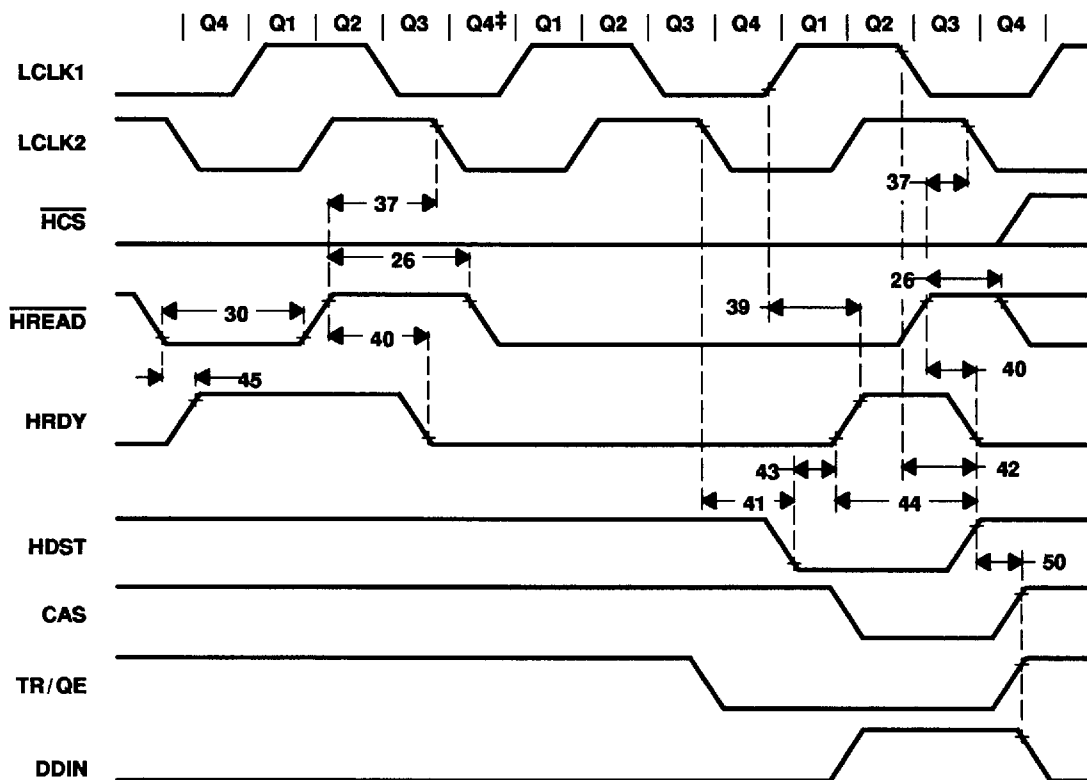 Q4 Q1 Q2 Q3 Q4‡ Q1 Q2 Q3 Q4 Q1 Q2 Q3 Q4
LCLK1
LCLK2
37
37
HCS
26
26
HREAD
30
39
40
40
45
HRDY
43
42
41
44
HDST
50
CAS
TR/QE
DDIN